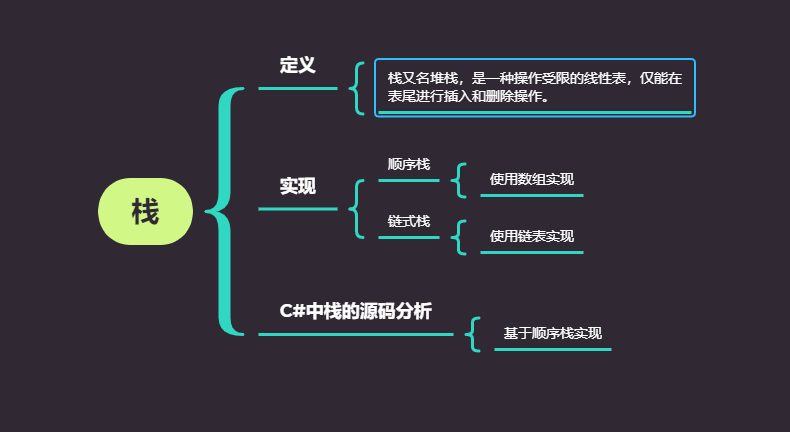 栈
定义
栈又名堆栈，是一种操作受限的线性表，仅能在
表尾进行插入和删除操作。
实现
顺序栈
使用数组实现
链式栈
使用链表实现
C#中栈的源码分析
基于顺序栈实现